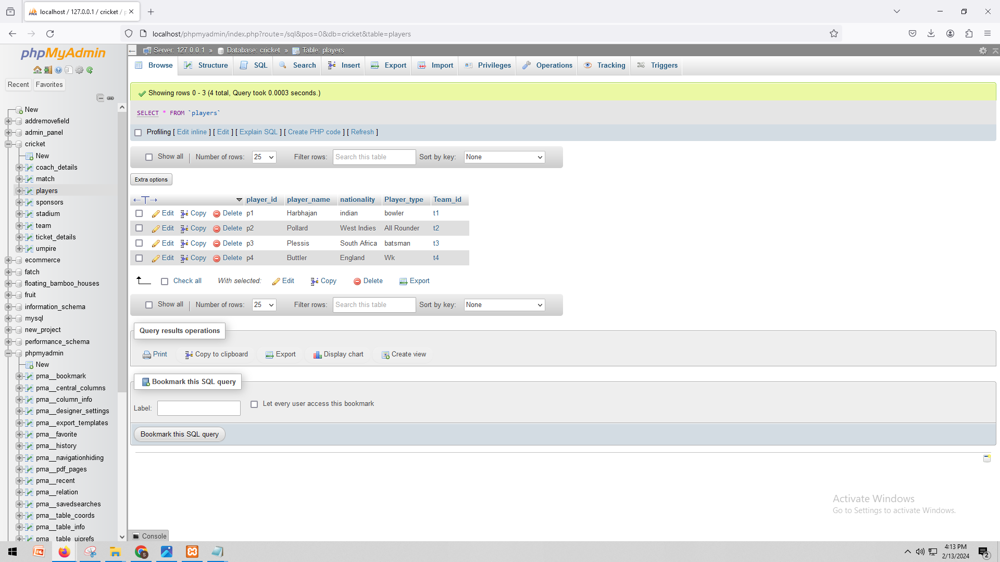 localhost / 127.0.0.1 / cricket / p
localhost/phpmyadmin/index.php?route=/sql&pos=0&db=cricket&table=players
phpMyAdmin
Recent Favorites
New
addremovefield
admin_panel
cricket
New
coach_details
match
players
sponsors
stadium
team
ticket_details
umpire
ecommerce
fatch
floating_bamboo_houses
fruit
information_schema
mysql
new_project
performance_schema
phpmyadmin
New
pma__bookmark
pma__central_columns
pma__column_info
pma__designer_settings
pma__export_templates
pma__favorite
pma__history
pma__navigationhiding
pma__pdf_pages
pma__recent
pma__relation
pma__savedsearches
pma__table_coords
pma__table_info
pma__table_uiprefs
Server: 127.0.0.1 » Database: cricket » Table: players
Browse Structure SQL Search Insert Export Import Privileges Operations Tracking Triggers
Showing rows 0 - 3 (4 total, Query took 0.0003 seconds.)
SELECT * FROM `players`
Profiling [ Edit inline ] [ Edit ] [ Explain SQL ] [ Create PHP code ] [ Refresh ]
Show all Number of rows: 25 Filter rows: Search this table Sort by key: None
Extra options
player_id player_name nationality Player_type Team_id
Edit Copy Delete p1 Harbhajan indian bowler t1
Edit Copy Delete p2 Pollard West Indies All Rounder t2
Edit Copy Delete p3 Plessis South Africa batsman t3
Edit Copy Delete p4 Buttler England Wk t4
Check all With selected: Edit Copy Delete Export
Show all Number of rows: 25 Filter rows: Search this table Sort by key: None
Query results operations
Print Copy to clipboard Export Display chart Create view
Bookmark this SQL query
Label: Let every user access this bookmark
Bookmark this SQL query
Activate Windows
Go to Settings to activate Windows.
Console
4:13 PM
2/13/2024
2